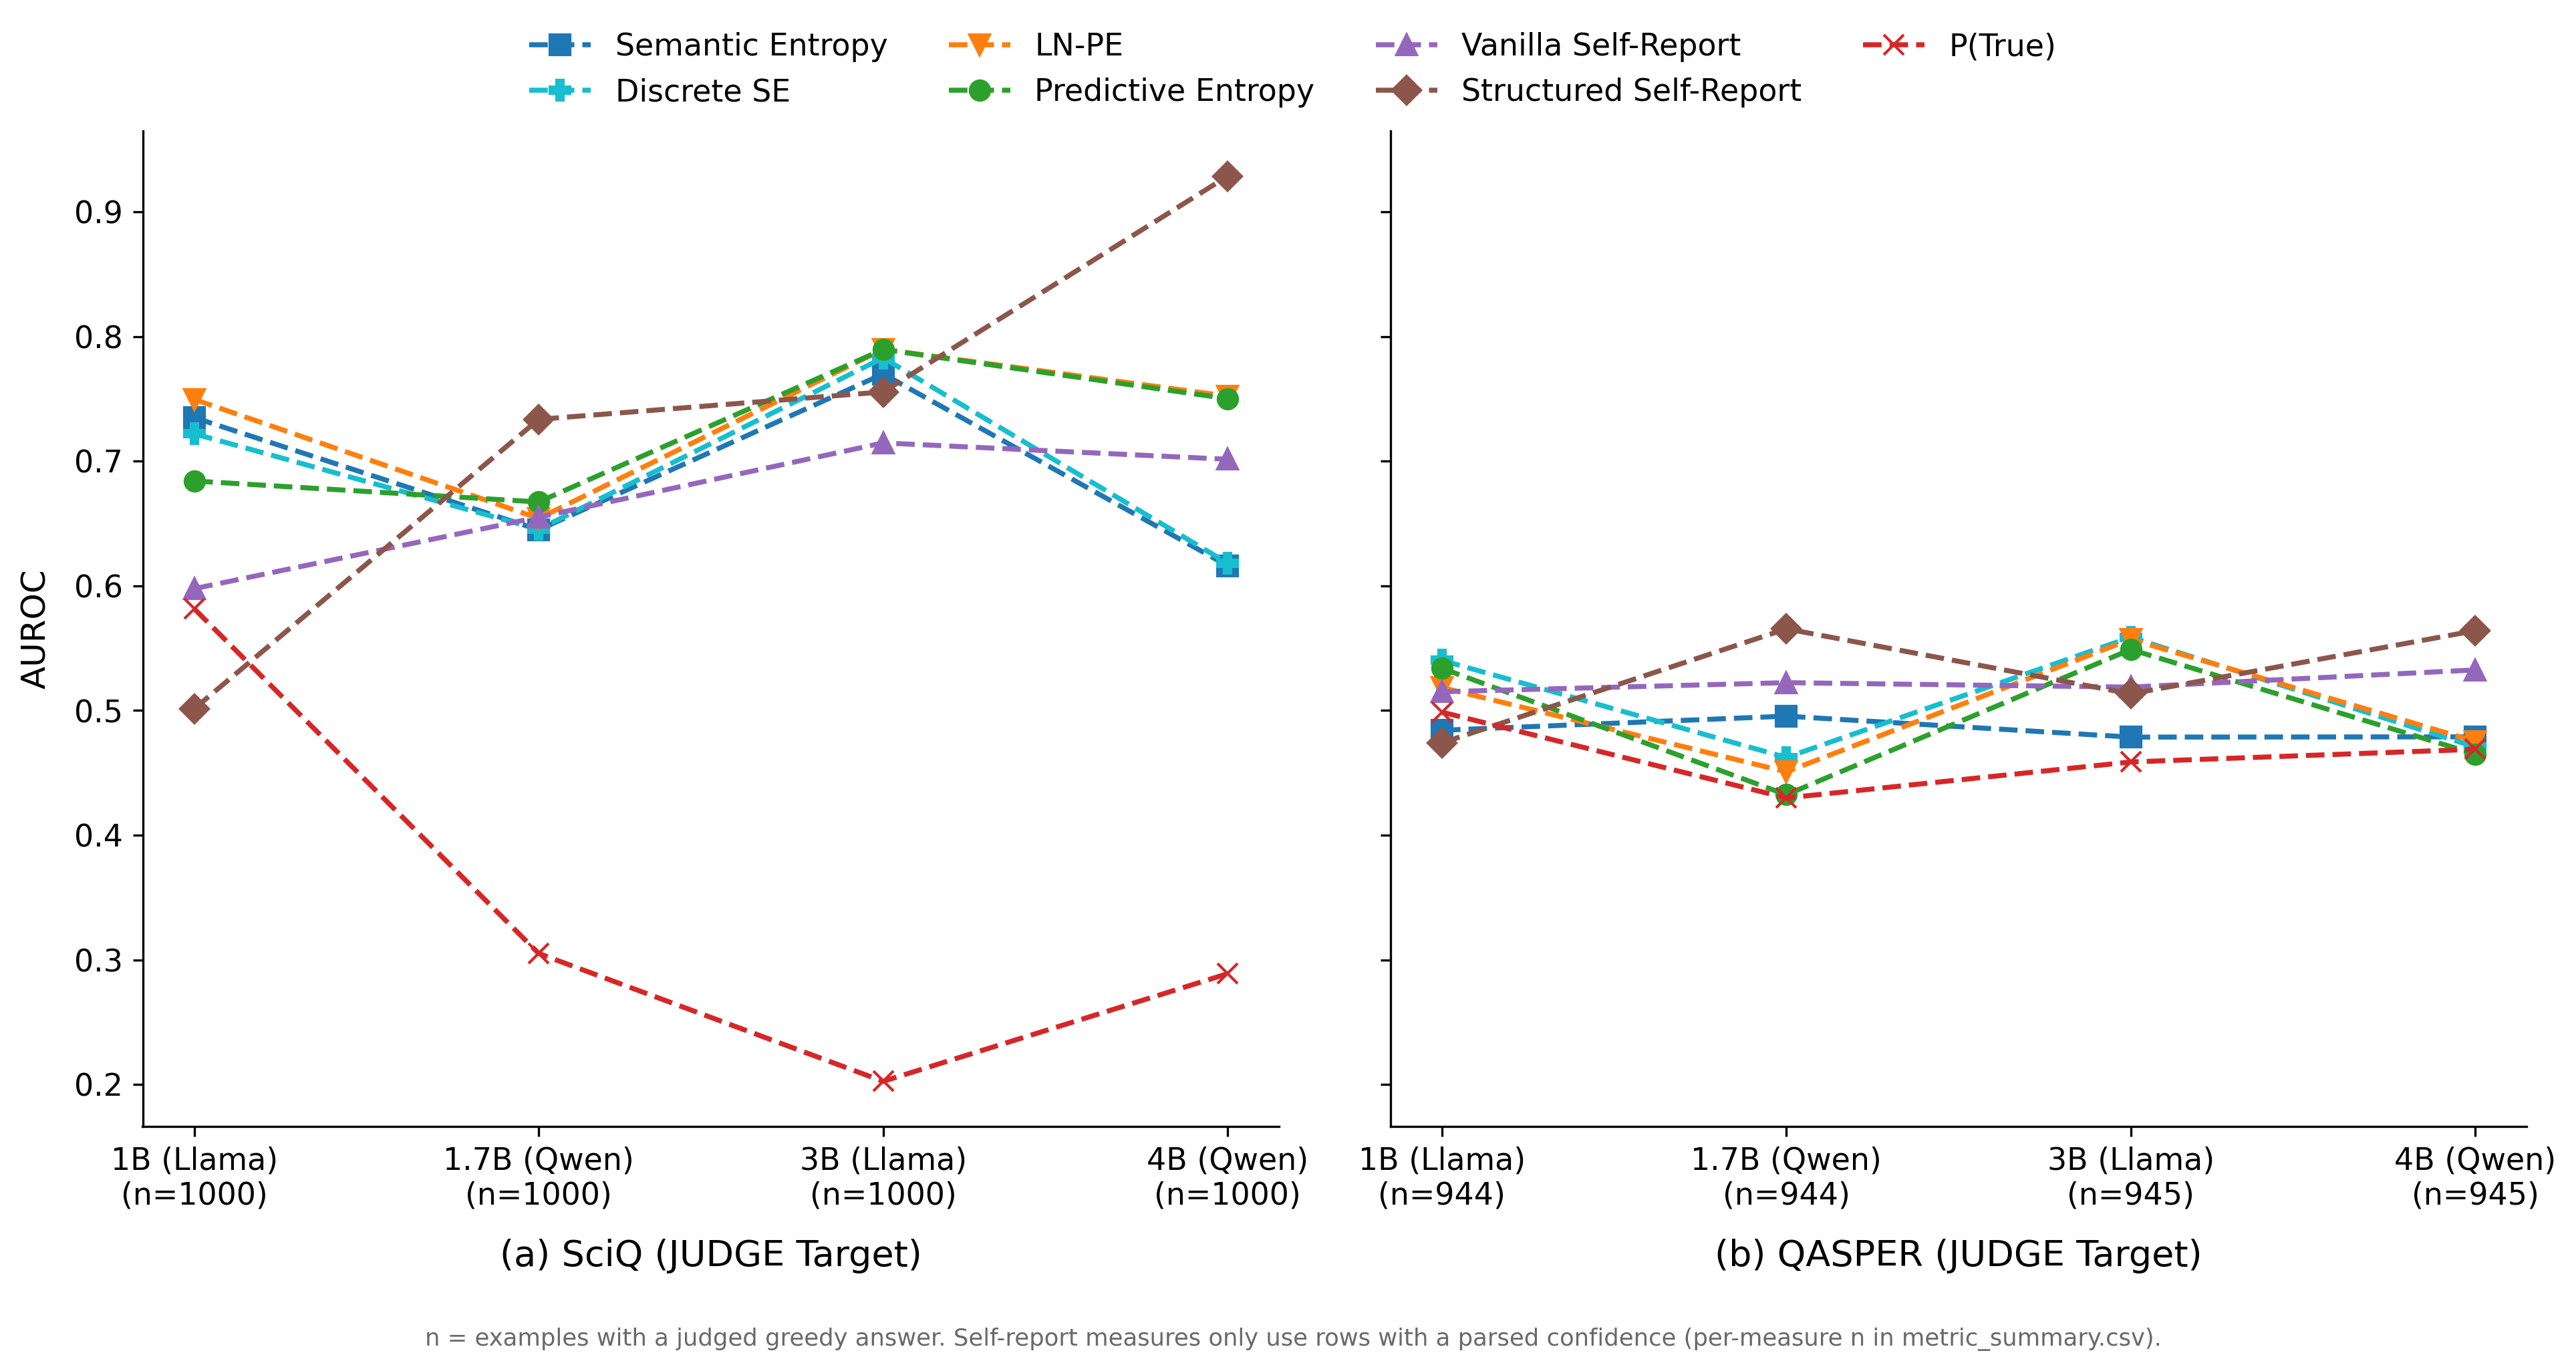 Semantic Entropy
Discrete SE
LN-PE
Predictive Entropy
Vanilla Self-Report
Structured Self-Report
P(True)
AUROC
0.9
0.8
0.7
0.6
0.5
0.4
0.3
0.2
1B (Llama)
(n=1000)
1.7B (Qwen)
(n=1000)
3B (Llama)
(n=1000)
4B (Qwen)
(n=1000)
(a) SciQ (JUDGE Target)
1B (Llama)
(n=944)
1.7B (Qwen)
(n=944)
3B (Llama)
(n=945)
4B (Qwen)
(n=945)
(b) QASPER (JUDGE Target)
n = examples with a judged greedy answer. Self-report measures only use rows with a parsed confidence (per-measure n in metric_summary.csv).